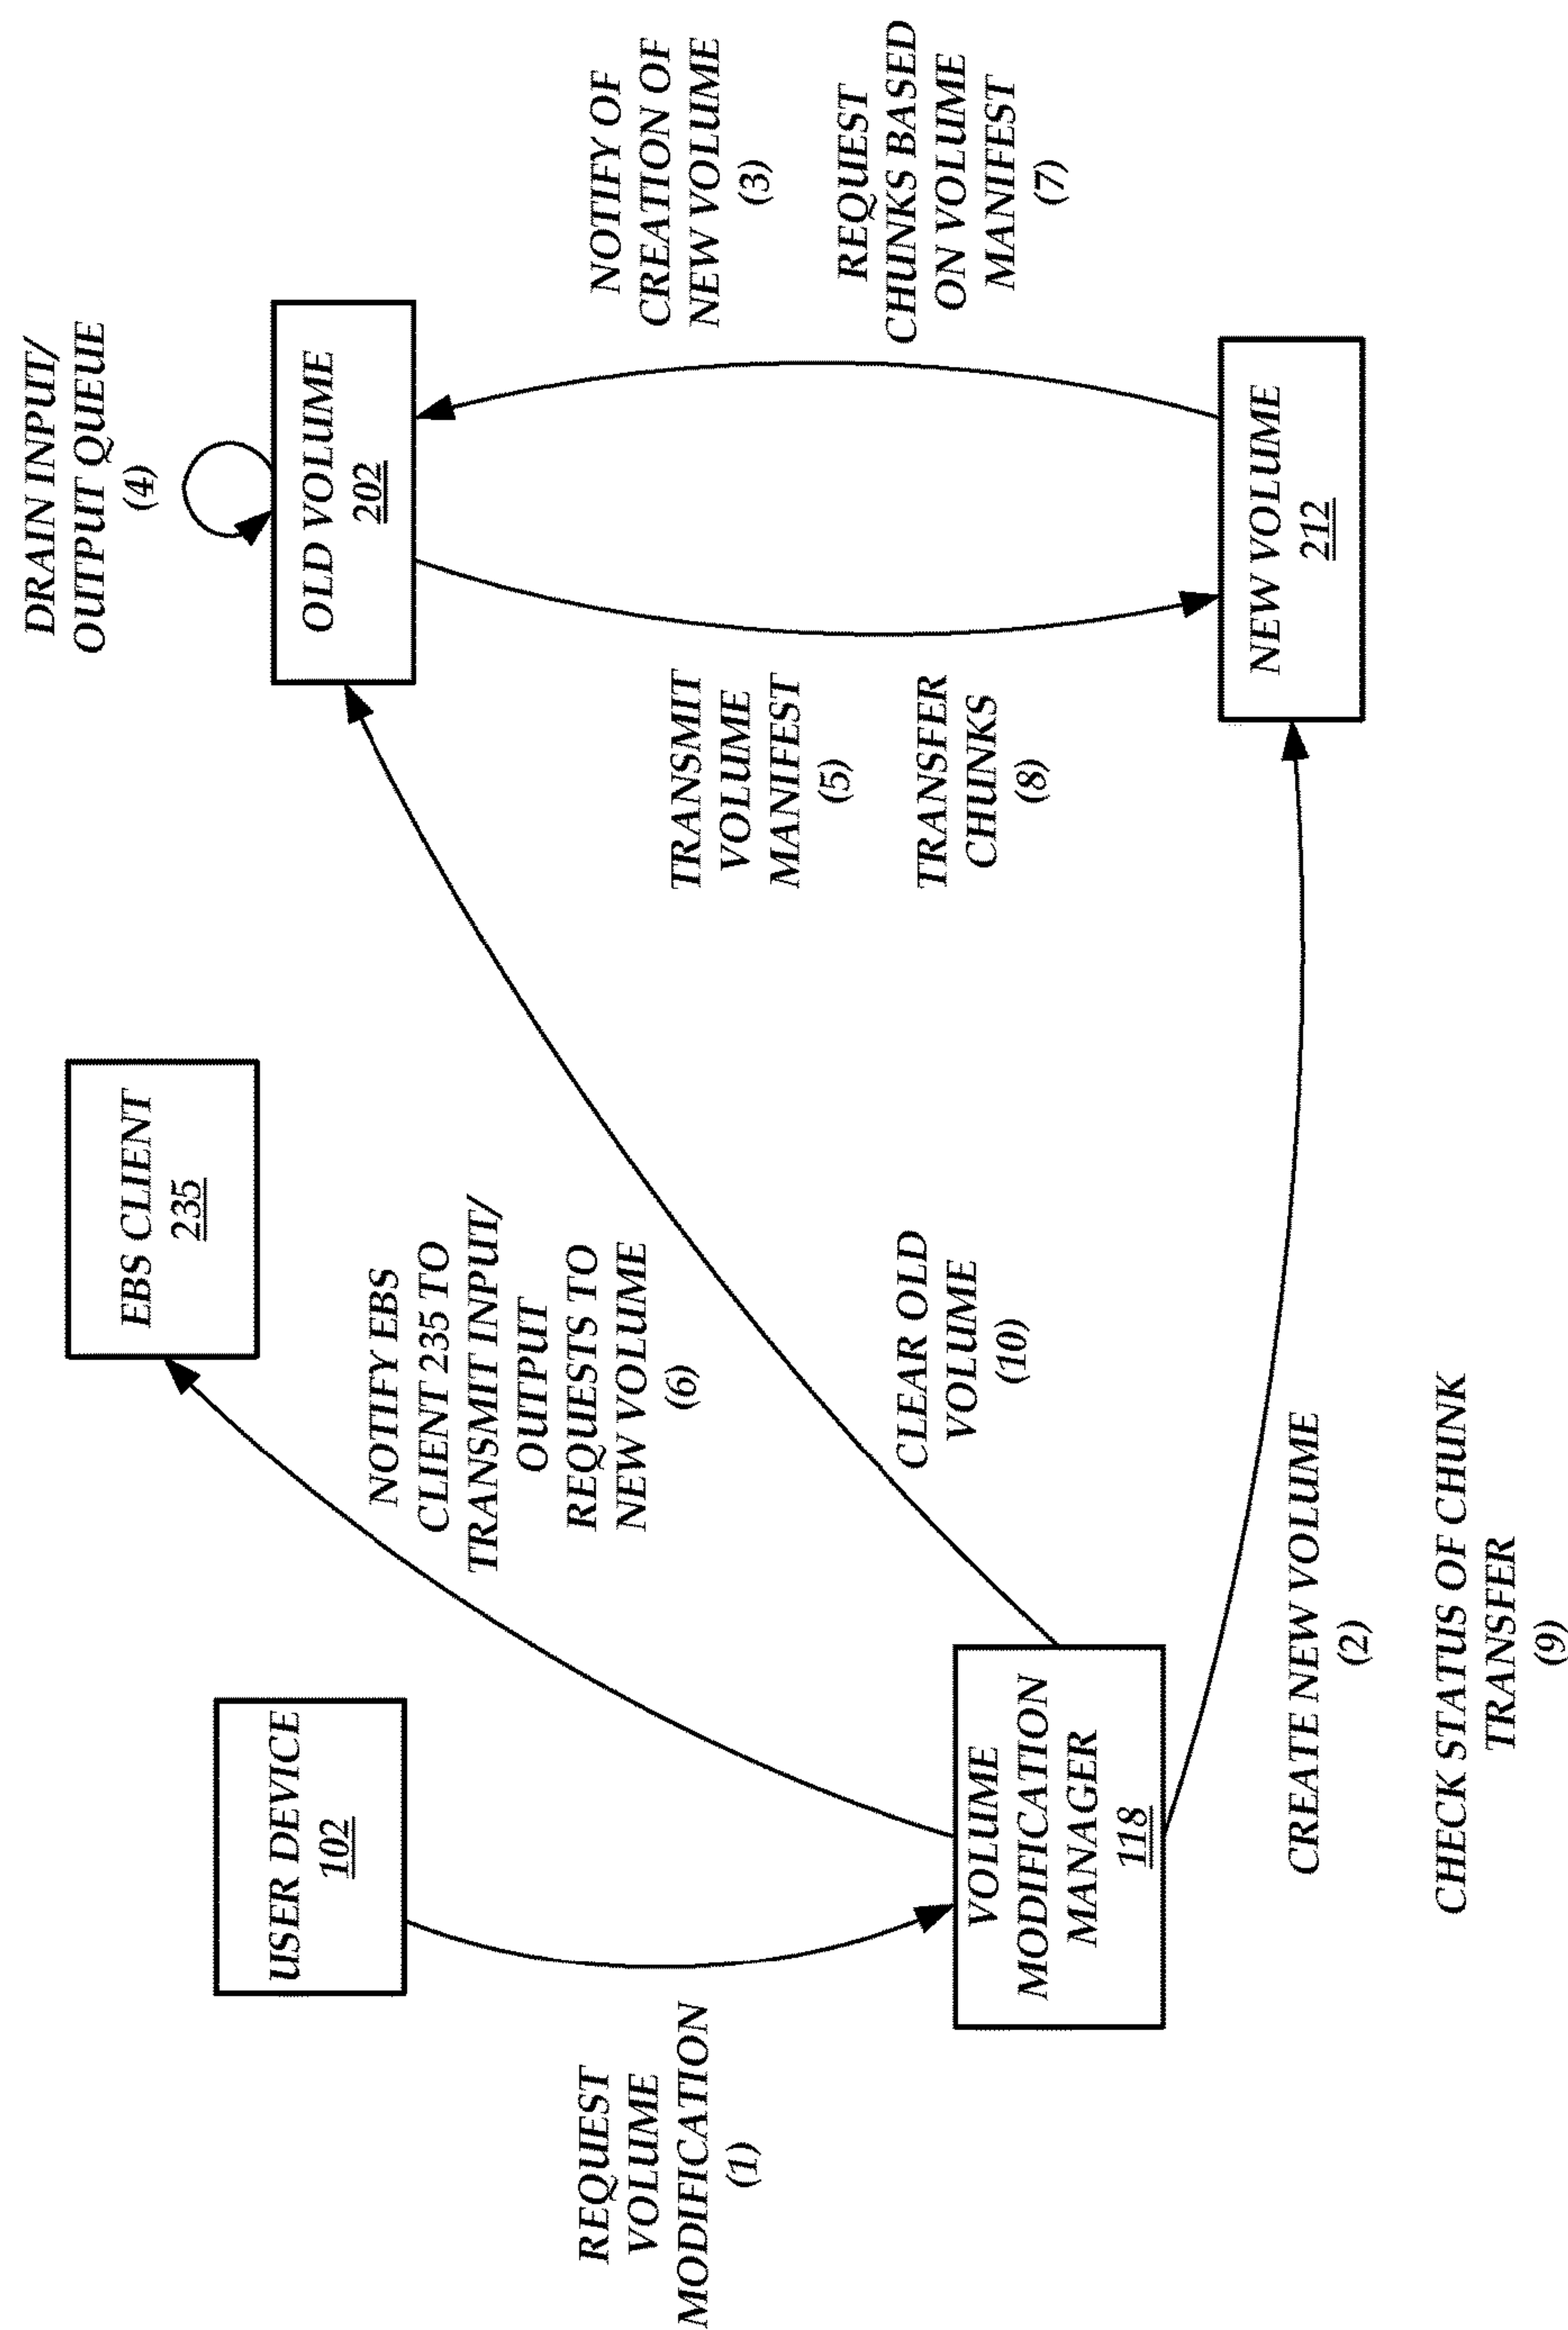 USER DEVICE
102
REQUEST
VOLUME
MODIFICATION
(1)
VOLUME
MODIFICATION
MANAGER
118
EBS CLIENT
235
NOTIFY EBS
CLIENT 235 TO
TRANSMIT INPUT/
OUTPUT
REQUESTS TO
NEW VOLUME
(6)
CLEAR OLD
VOLUME
(10)
CREATE NEW VOLUME
(2)
CHECK STATUS OF CHUNK
TRANSFER
(9)
DRAIN INPUT/
OUTPUT QUEUE
(4)
OLD VOLUME
202
TRANSMIT
VOLUME
MANIFEST
(5)
TRANSFER
CHUNKS
(8)
NOTIFY OF
CREATION OF
NEW VOLUME
(3)
REQUEST
CHUNKS BASED
ON VOLUME
MANIFEST
(7)
NEW VOLUME
212